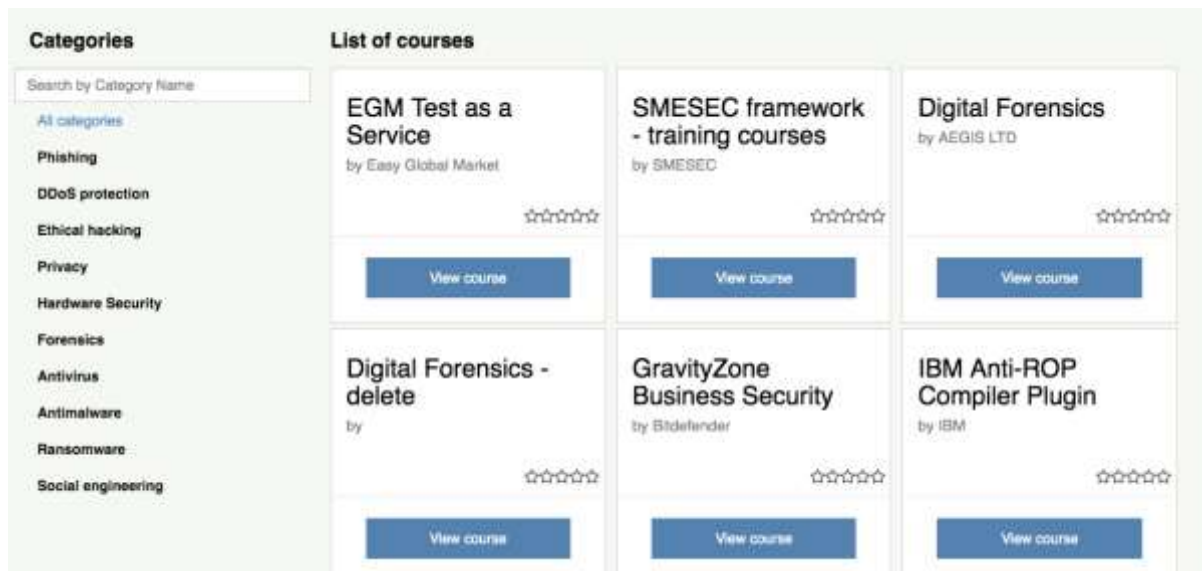 Categories
Search by Category Name
All categories
Phishing
DDoS protection
Ethical hacking
Privacy
Hardware Security
Forensics
Antivirus
Antimalware
Ransomware
Social engineering
List of courses
EGM Test as a
Service
by Easy Global Market
View course
SMESEC framework
- training courses
by SMESEC
View course
Digital Forensics
by AEGIS LTD
View course
Digital Forensics -
delete
by
View course
GravityZone
Business Security
by Bitdefender
View course
IBM Anti-ROP
Compiler Plugin
by IBM
View course